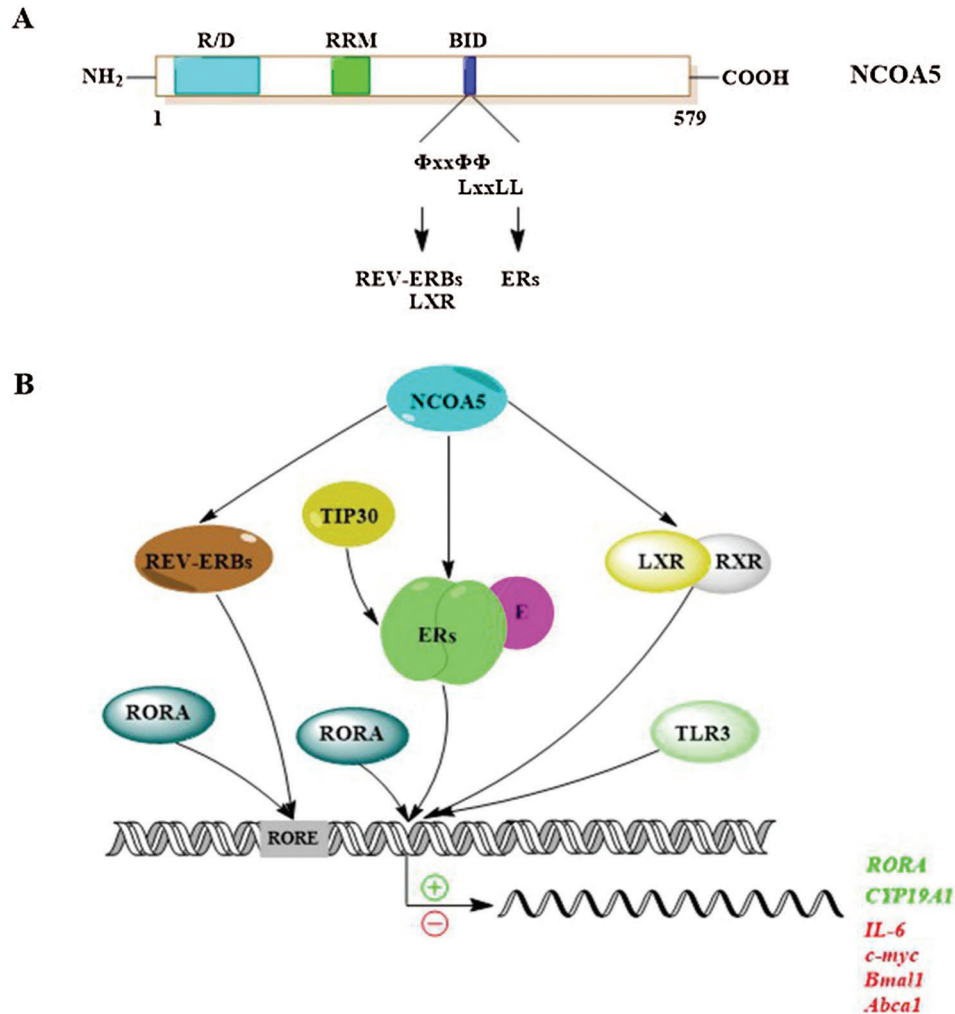 A
R/D RRM BID
NH2 COOH NCOA5
1 579
ΦxxΦΦ
LxxLL
REV-ERBs ERs
LXR
B
NCOA5
TIP30
REV-ERBs LXR RXR
E
ERs
RORA
RORA TLR3
RORE
RORA
+ CYP19A1
− IL-6
c-myc
Bmal1
Abca1